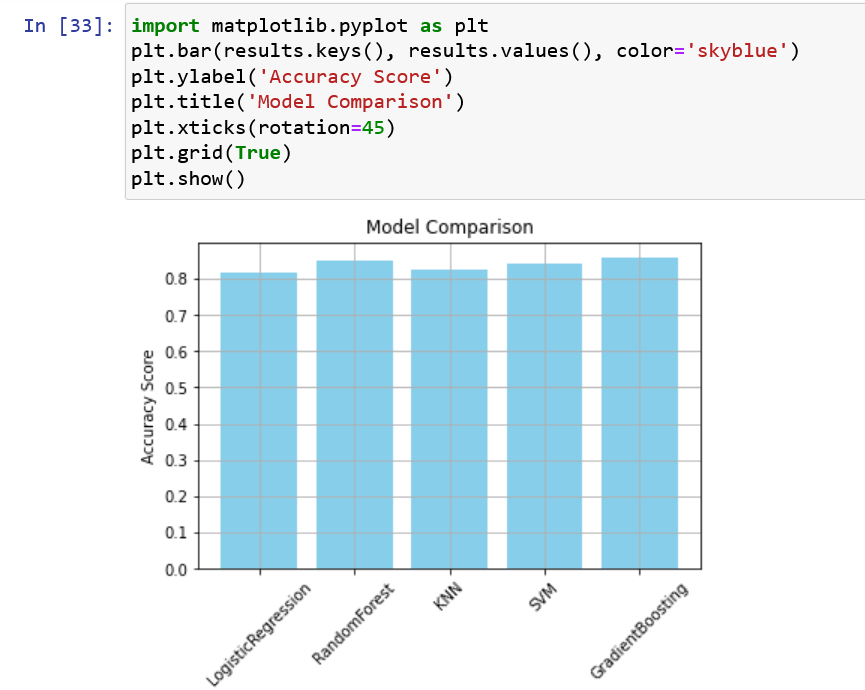 In [33]:
import matplotlib.pyplot as plt
plt.bar(results.keys(), results.values(), color='skyblue')
plt.ylabel('Accuracy Score')
plt.title('Model Comparison')
plt.xticks(rotation=45)
plt.grid(True)
plt.show()
Model Comparison
Accuracy Score
0.8
0.7
0.6
0.5
0.4
0.3
0.2
0.1
0.0
LogisticRegression
RandomForest
KNN
SVM
GradientBoosting